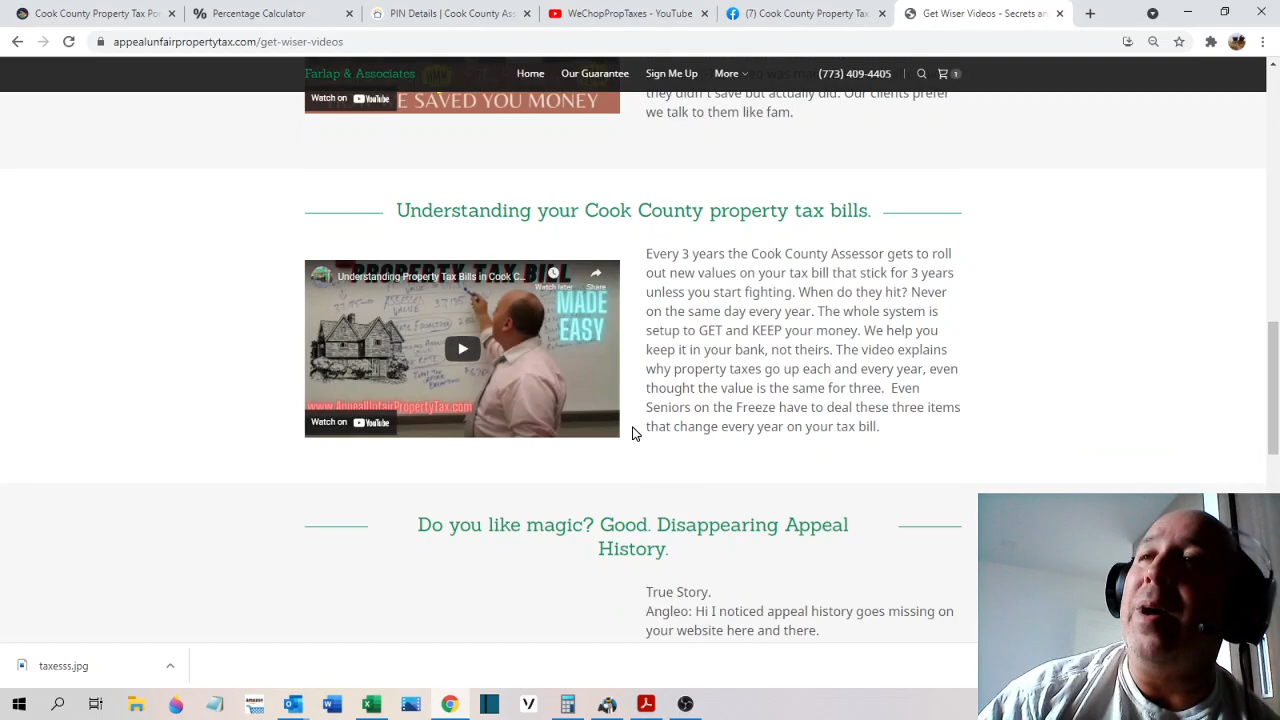 Cook County Property Tax Por
Percentage Calculator
PIN Details | Cook County As
WeChopPropTaxes - YouTube
(7) Cook County Property Tax
Get Wiser Videos - Secrets an
appealunfairpropertytax.com/get-wiser-videos
Farlap & Associates
Home
Our Guarantee
Sign Me Up
More
(773) 409-4405
1
Watch on YouTube
SAVED YOU MONEY
they didn't save but actually did. Our clients prefer
we talk to them like fam.
Understanding your Cook County property tax bills.
PROPERTY TAX BILL
Understanding Property Tax Bills in Cook C...
Watch later
Share
MADE
EASY
www.AppealUnfairPropertyTax.com
Watch on YouTube
Every 3 years the Cook County Assessor gets to roll
out new values on your tax bill that stick for 3 years
unless you start fighting. When do they hit? Never
on the same day every year. The whole system is
setup to GET and KEEP your money. We help you
keep it in your bank, not theirs. The video explains
why property taxes go up each and every year, even
thought the value is the same for three. Even
Seniors on the Freeze have to deal these three items
that change every year on your tax bill.
Do you like magic? Good. Disappearing Appeal
History.
True Story.
Angleo: Hi I noticed appeal history goes missing on
your website here and there.
taxesss.jpg